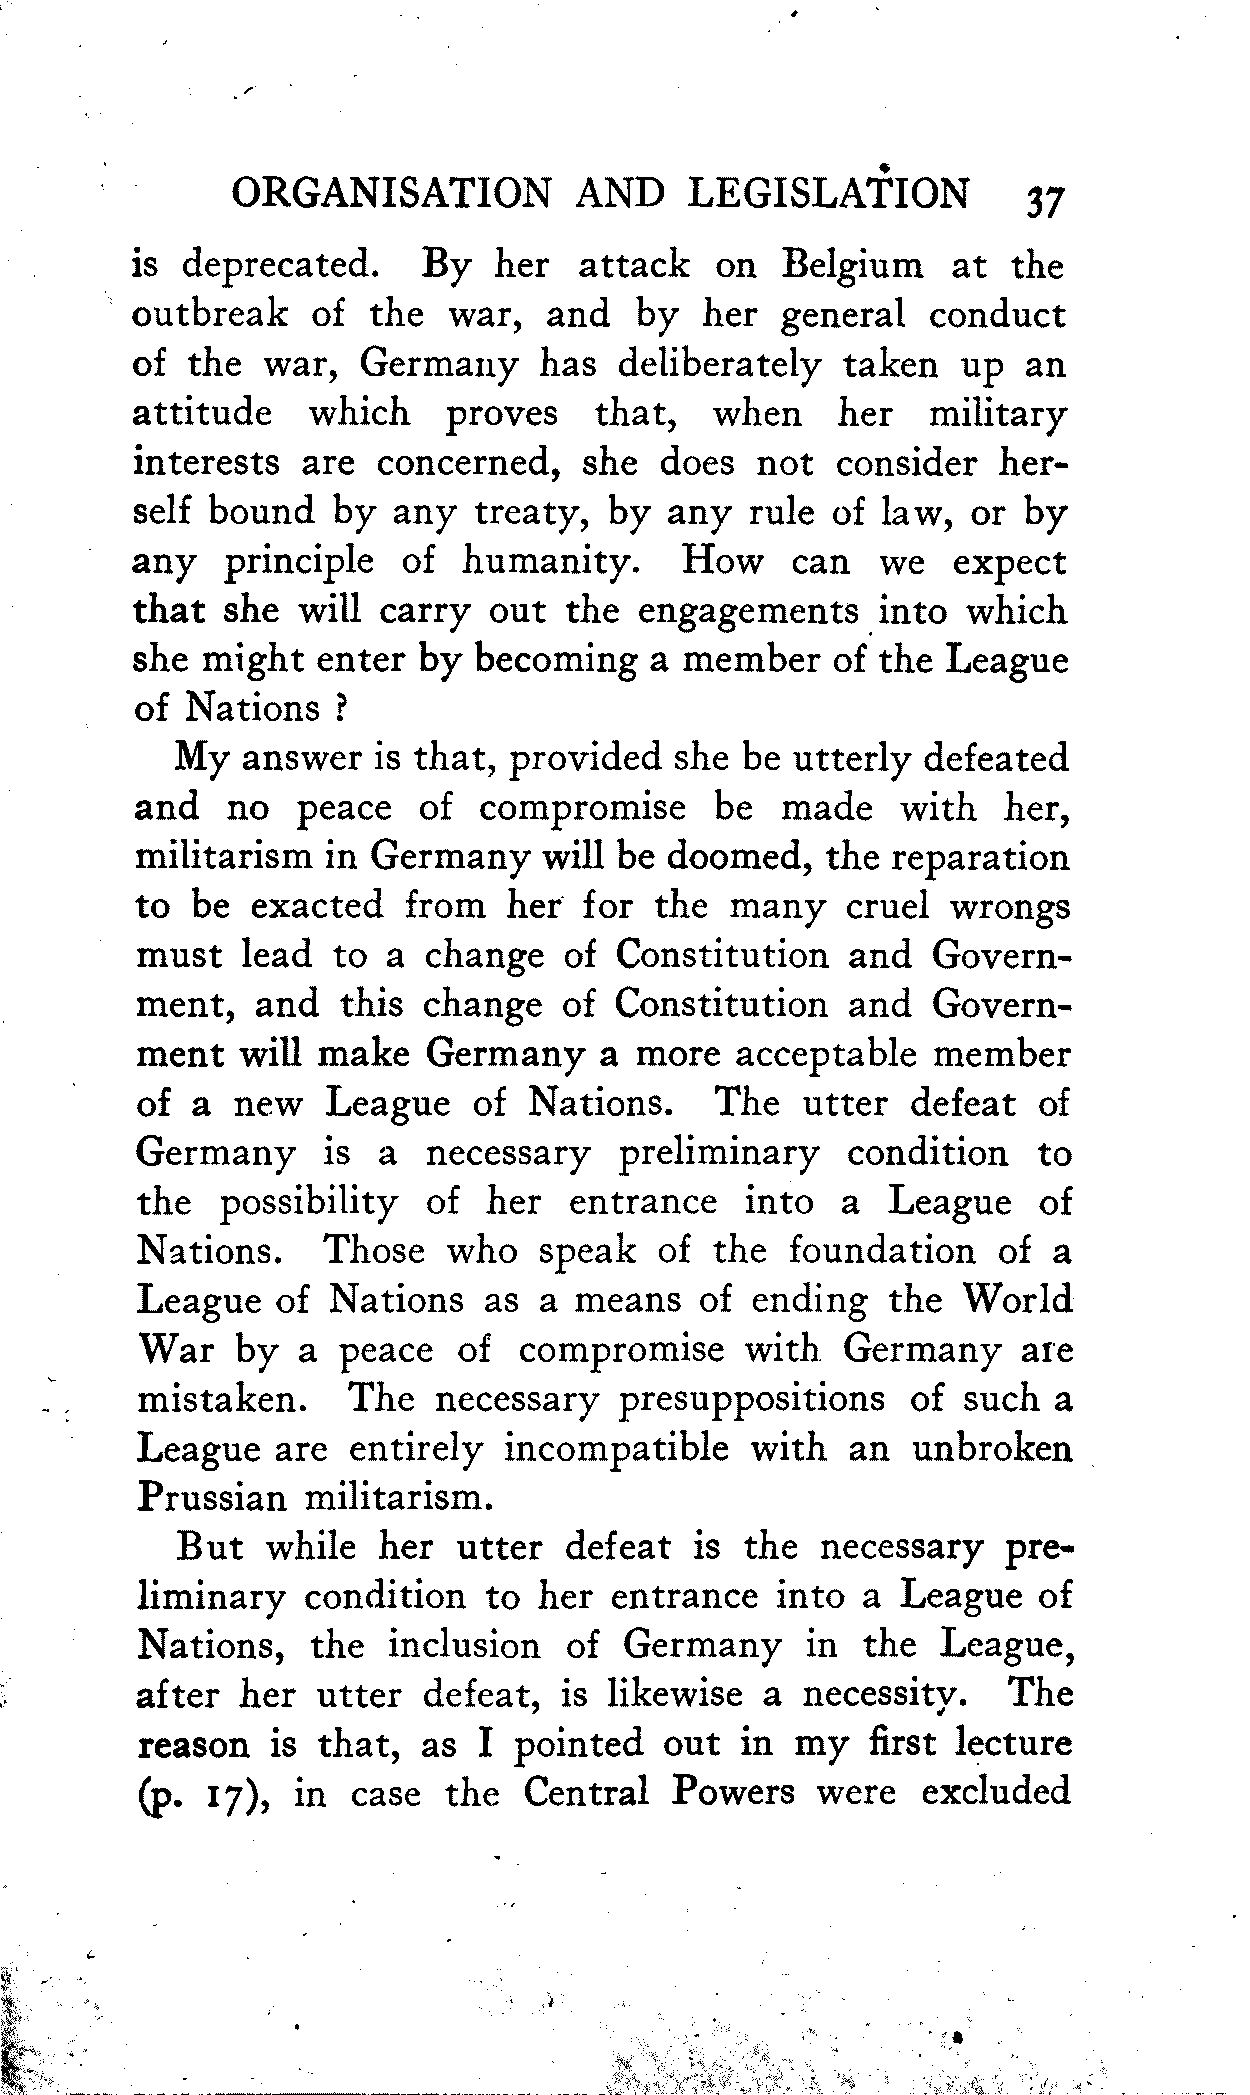 ORGANISATION AND LEGISLATION 37
is deprecated. By her attack on Belgium at the
outbreak of the war, and by her general conduct
of the war, Germany has deliberately taken up an
attitude which proves that, when her military
interests are concerned, she does not consider her-
self bound by any treaty, by any rule of law, or by
any principle of humanity. How can we expect
that she will carry out the engagements into which
she might enter by becoming a member of the League
of Nations ?
My answer is that, provided she be utterly defeated
and no peace of compromise be made with her,
militarism in Germany will be doomed, the reparation
to be exacted from her for the many cruel wrongs
must lead to a change of Constitution and Govern-
ment, and this change of Constitution and Govern-
ment will make Germany a more acceptable member
of a new League of Nations. The utter defeat of
Germany is a necessary preliminary condition to
the possibility of her entrance into a League of
Nations. Those who speak of the foundation of a
League of Nations as a means of ending the World
War by a peace of compromise with Germany are
mistaken. The necessary presuppositions of such a
League are entirely incompatible with an unbroken
Prussian militarism.
But while her utter defeat is the necessary pre-
liminary condition to her entrance into a League of
Nations, the inclusion of Germany in the League,
after her utter defeat, is likewise a necessity. The
reason is that, as I pointed out in my first lecture
(p. 17), in case the Central Powers were excluded